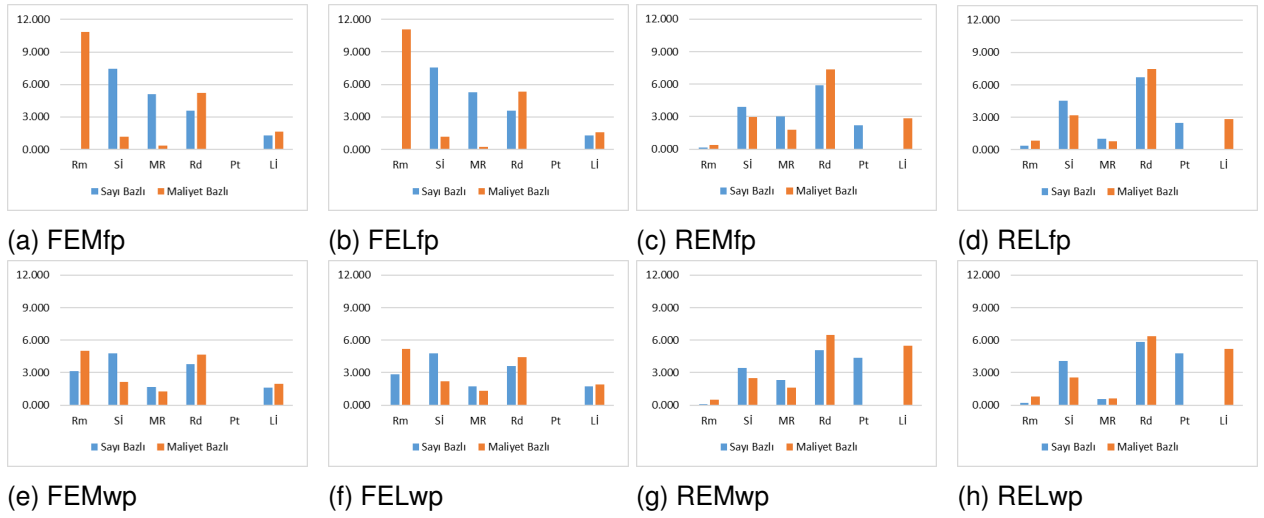 12.000
9.000
6.000
3.000
0.000
Rm Sİ MR Rd Pt Lİ
Sayı Bazlı Maliyet Bazlı
(a) FEMfp
12.000
9.000
6.000
3.000
0.000
Rm Sİ MR Rd Pt Lİ
Sayı Bazlı Maliyet Bazlı
(b) FELfp
12.000
9.000
6.000
3.000
0.000
Rm Sİ MR Rd Pt Lİ
Sayı Bazlı Maliyet Bazlı
(c) REMfp
12.000
9.000
6.000
3.000
0.000
Rm Sİ MR Rd Pt Lİ
Sayı Bazlı Maliyet Bazlı
(d) RELfp
12.000
9.000
6.000
3.000
0.000
Rm Sİ MR Rd Pt Lİ
Sayı Bazlı Maliyet Bazlı
(e) FEMwp
12.000
9.000
6.000
3.000
0.000
Rm Sİ MR Rd Pt Lİ
Sayı Bazlı Maliyet Bazlı
(f) FELwp
12.000
9.000
6.000
3.000
0.000
Rm Sİ MR Rd Pt Lİ
Sayı Bazlı Maliyet Bazlı
(g) REMwp
12.000
9.000
6.000
3.000
0.000
Rm Sİ MR Rd Pt Lİ
Sayı Bazlı Maliyet Bazlı
(h) RELwp